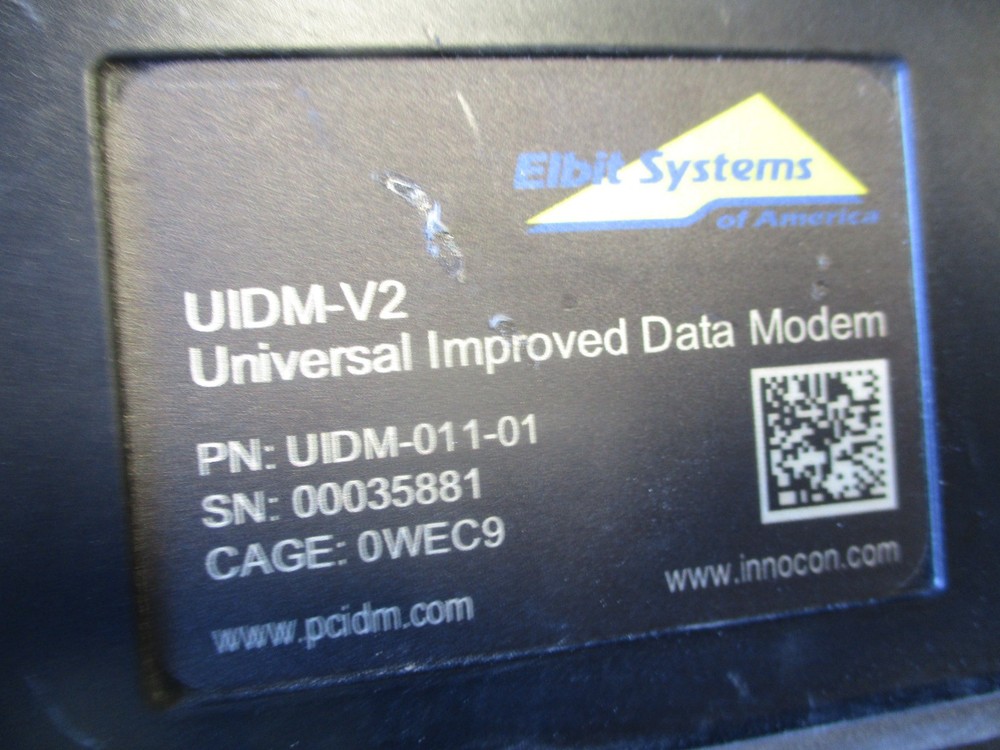 Elbit Systems
of America
UIDM-V2
Universal Improved Data Modem
PN: UIDM-011-01
SN: 00035881
CAGE: 0WEC9
www.pcidm.com
www.innocon.com